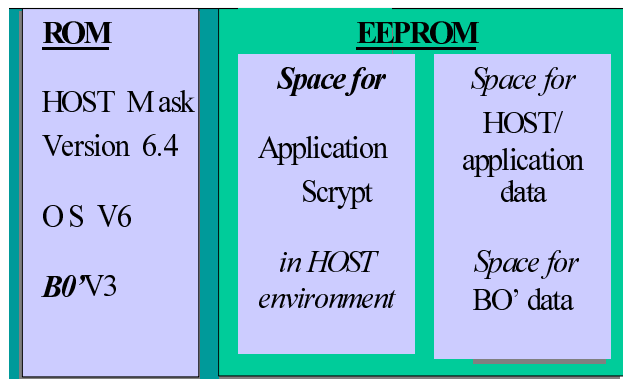 ROM
HOST Mask
Version 6.4
OS V6
B0’V3
EEPROM
Space for
Application
Scrypt
in HOST
environment
Space for
HOST/
application
data
Space for
BO’ data